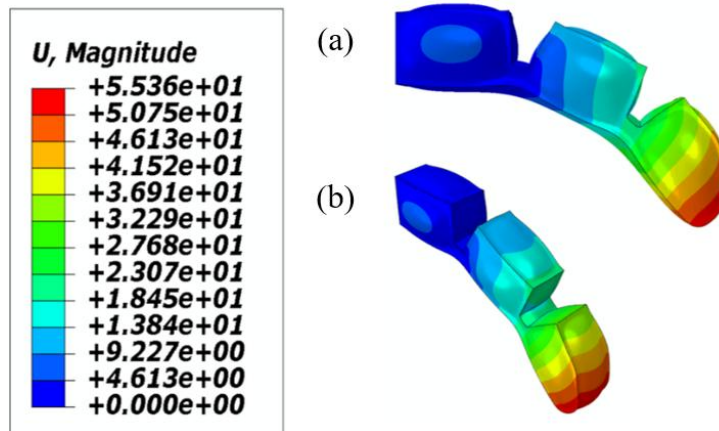 U, Magnitude
+5.536e+01
+5.075e+01
+4.613e+01
+4.152e+01
+3.691e+01
+3.229e+01
+2.768e+01
+2.307e+01
+1.845e+01
+1.384e+01
+9.227e+00
+4.613e+00
+0.000e+00
(a)
(b)